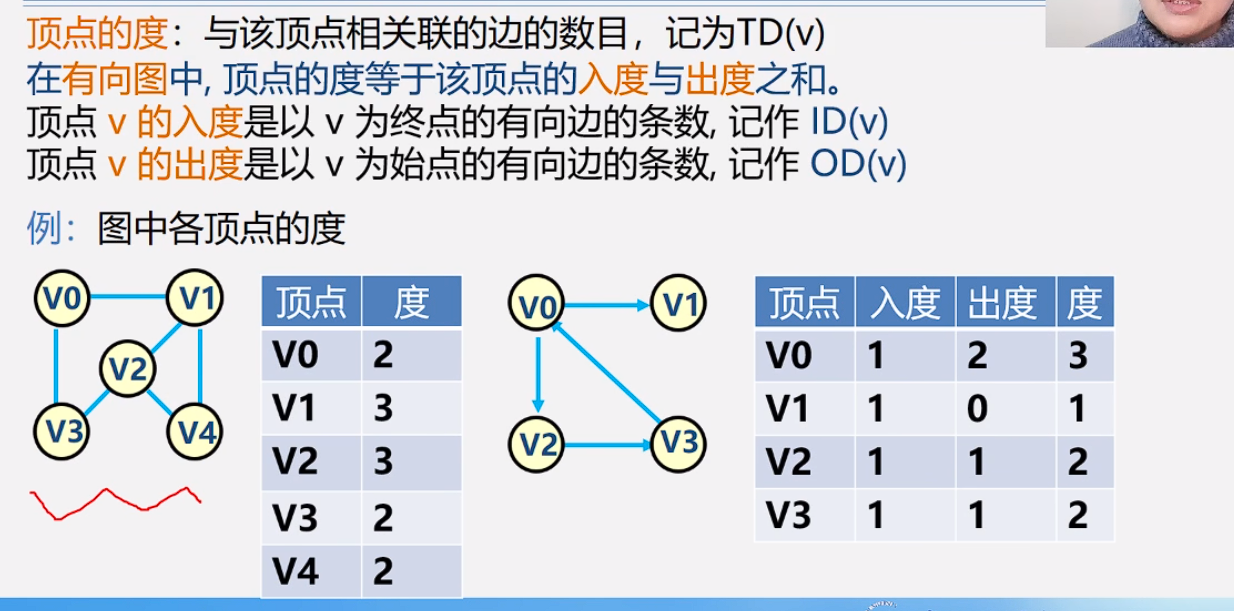 顶点的度：与该顶点相关联的边的数目，记为TD(v)
在有向图中, 顶点的度等于该顶点的入度与出度之和。
顶点 v 的入度是以 v 为终点的有向边的条数, 记作 ID(v)
顶点 v 的出度是以 v 为始点的有向边的条数, 记作 OD(v)
例：图中各顶点的度
V0 V1
V2
V3 V4
顶点 度
V0 2
V1 3
V2 3
V3 2
V4 2
V0 V1
V2 V3
顶点 入度 出度 度
V0 1 2 3
V1 1 0 1
V2 1 1 2
V3 1 1 2